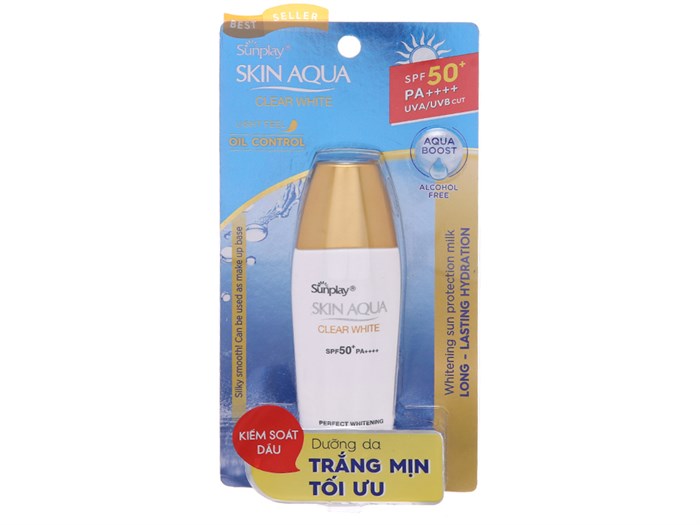 BEST SELLER
Sunplay®
SKIN AQUA
CLEAR WHITE
OIL CONTROL
SPF 50+
PA++++
UVA/UVB CUT
AQUA
BOOST
ALCOHOL
FREE
Silky smooth! Can be used as make up base
Whitening sun protection milk
LONG - LASTING HYDRATION
Sunplay®
SKIN AQUA
CLEAR WHITE
SPF50+ PA++++
PERFECT WHITENING
KIỂM SOÁT
DẦU
Dưỡng da
TRẮNG MỊN
TỐI ƯU